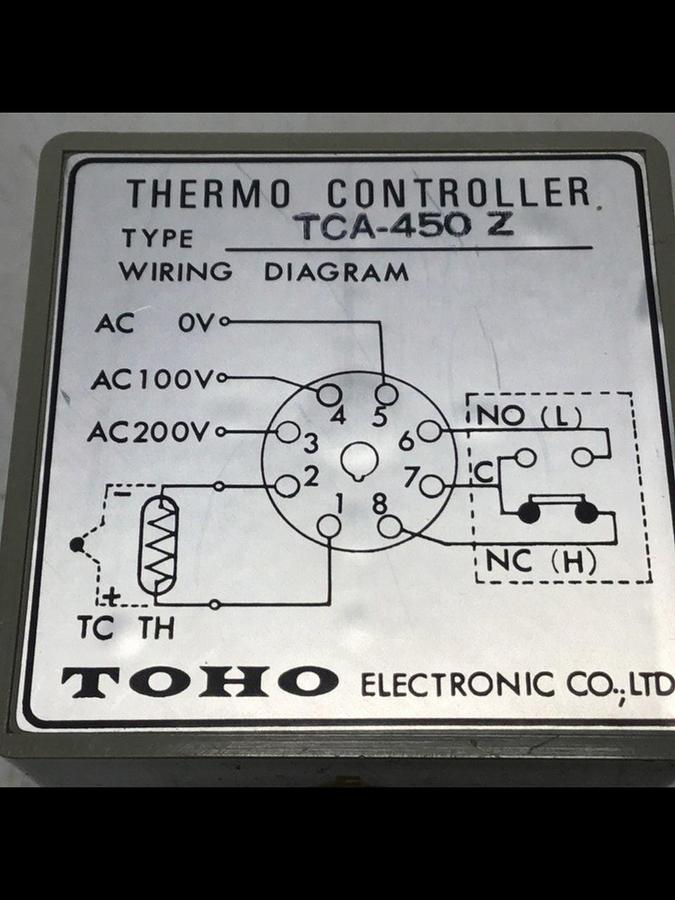 THERMO CONTROLLER.
TYPE TCA-450 Z
WIRING DIAGRAM
AC 0V
AC100V
4 5
NO (L)
AC200V
3 6
2 7 C
1 8
-
NC (H)
+
TC TH
TOHO ELECTRONIC CO.,LTD